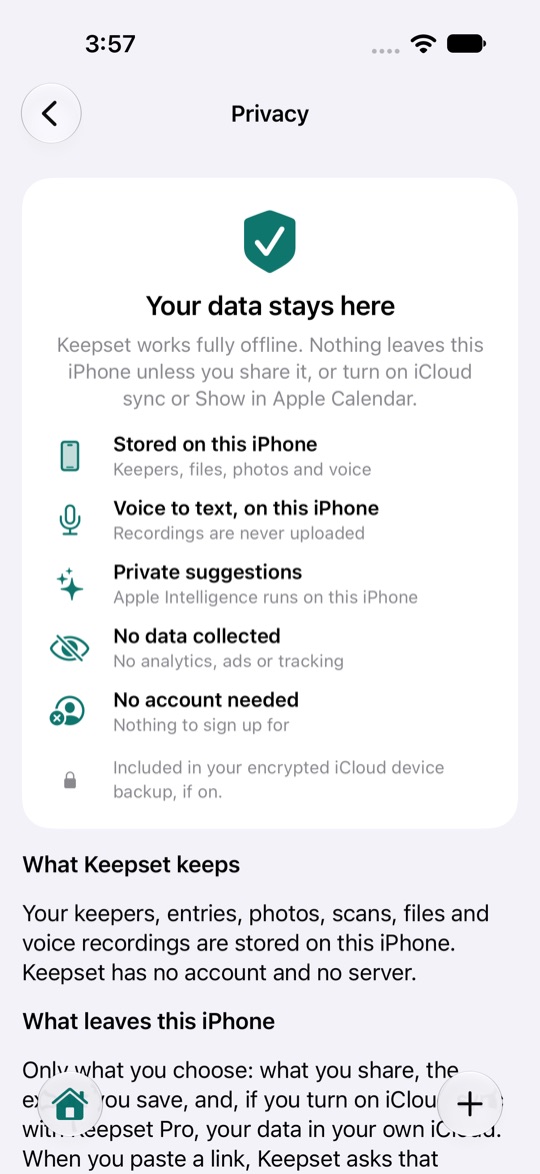 3:57
Privacy
Your data stays here
Keepset works fully offline. Nothing leaves this
iPhone unless you share it, or turn on iCloud
sync or Show in Apple Calendar.
Stored on this iPhone
Keepers, files, photos and voice
Voice to text, on this iPhone
Recordings are never uploaded
Private suggestions
Apple Intelligence runs on this iPhone
No data collected
No analytics, ads or tracking
No account needed
Nothing to sign up for
Included in your encrypted iCloud device
backup, if on.
What Keepset keeps
Your keepers, entries, photos, scans, files and
voice recordings are stored on this iPhone.
Keepset has no account and no server.
What leaves this iPhone
Only what you choose: what you share, the
you save, and, if you turn on iCloud
with Keepset Pro, your data in your own iCloud.
When you paste a link, Keepset asks that